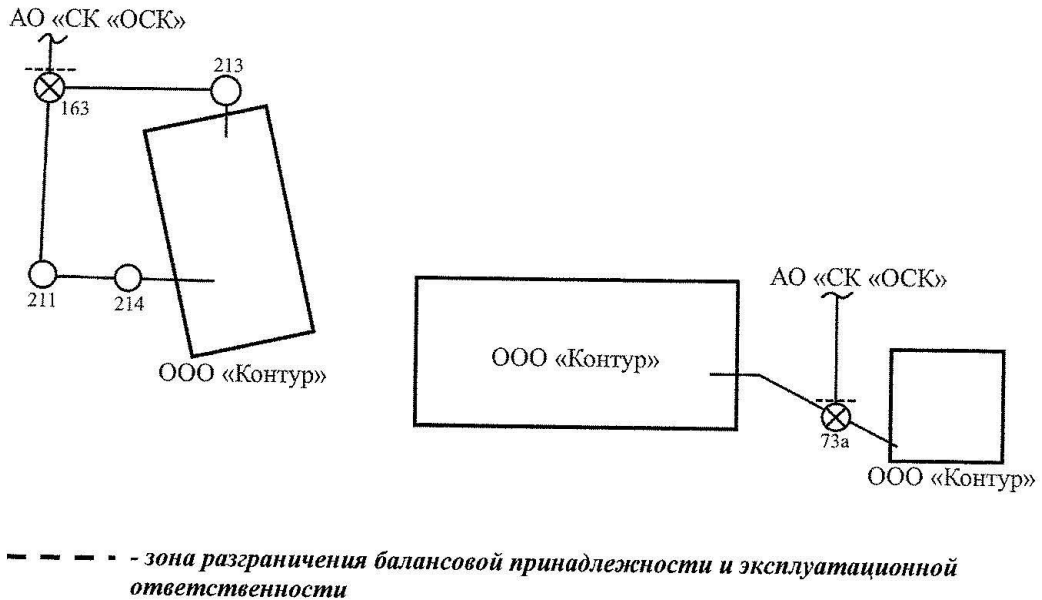 АО «СК «ОСК»
213
163
211
214
ООО «Контур»
АО «СК «ОСК»
ООО «Контур»
73а
ООО «Контур»
- зона разграничения балансовой принадлежности и эксплуатационной
ответственности